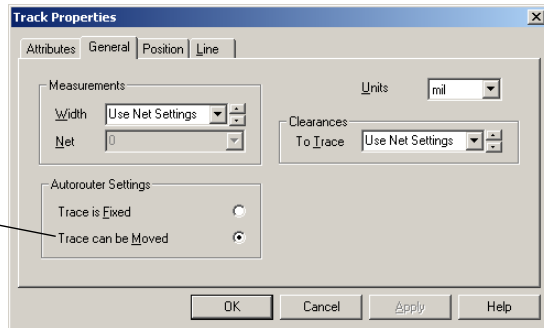 Track Properties
Attributes General Position Line
Measurements
Width Use Net Settings
Net 0
Units mil
Clearances
To Trace Use Net Settings
Autorouter Settings
Trace is Fixed
Trace can be Moved
OK Cancel Apply Help